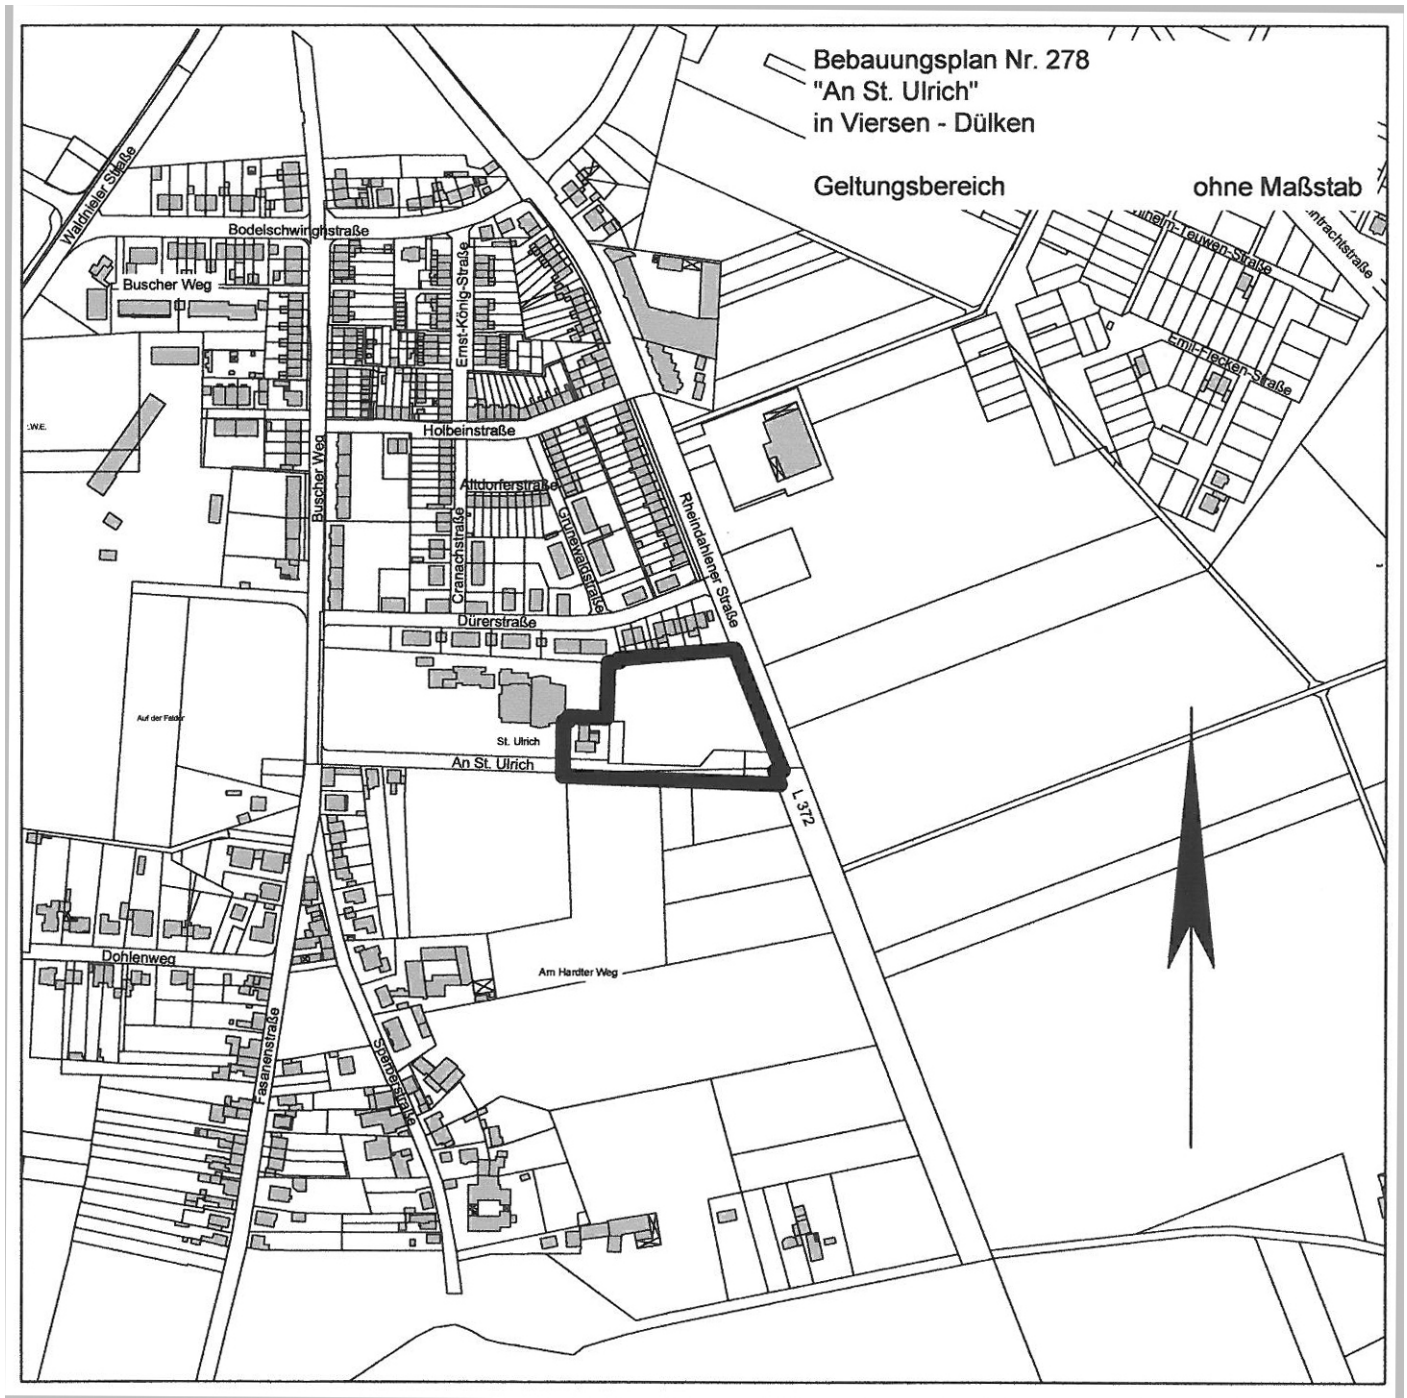 Bebauungsplan Nr. 278
"An St. Ulrich"
in Viersen - Dülken
Geltungsbereich
ohne Maßstab
Waldnieler Straße
Bodelschwinghstraße
Buscher Weg
Ernst-König-Straße
Emil-Flecken-Straße
Holbeinstraße
.W.E.
Buscher Weg
Altdorferstraße
Cranachstraße
Grünewaldstraße
Rheindahlener Straße
Dürerstraße
Auf der Falder
St. Ulrich
An St. Ulrich
L 372
Dohlenweg
Am Hardter Weg
Fasanenstraße
Sperberstraße